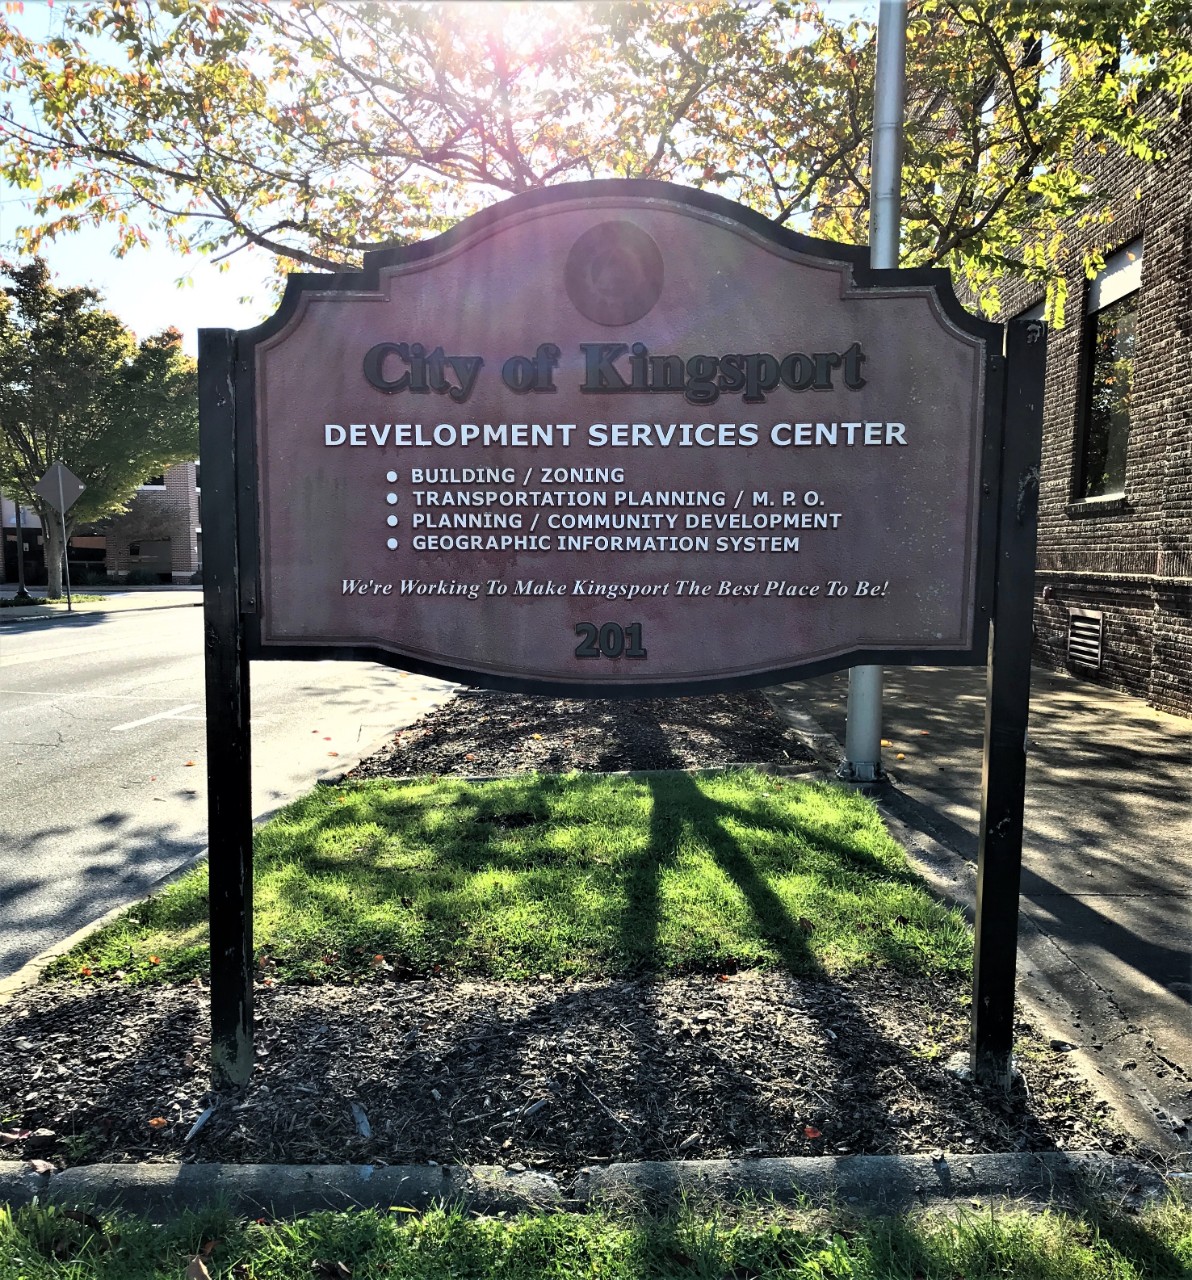 City of Kingsport
DEVELOPMENT SERVICES CENTER
● BUILDING / ZONING
● TRANSPORTATION PLANNING / M. P. O.
● PLANNING / COMMUNITY DEVELOPMENT
● GEOGRAPHIC INFORMATION SYSTEM
We're Working To Make Kingsport The Best Place To Be!
201